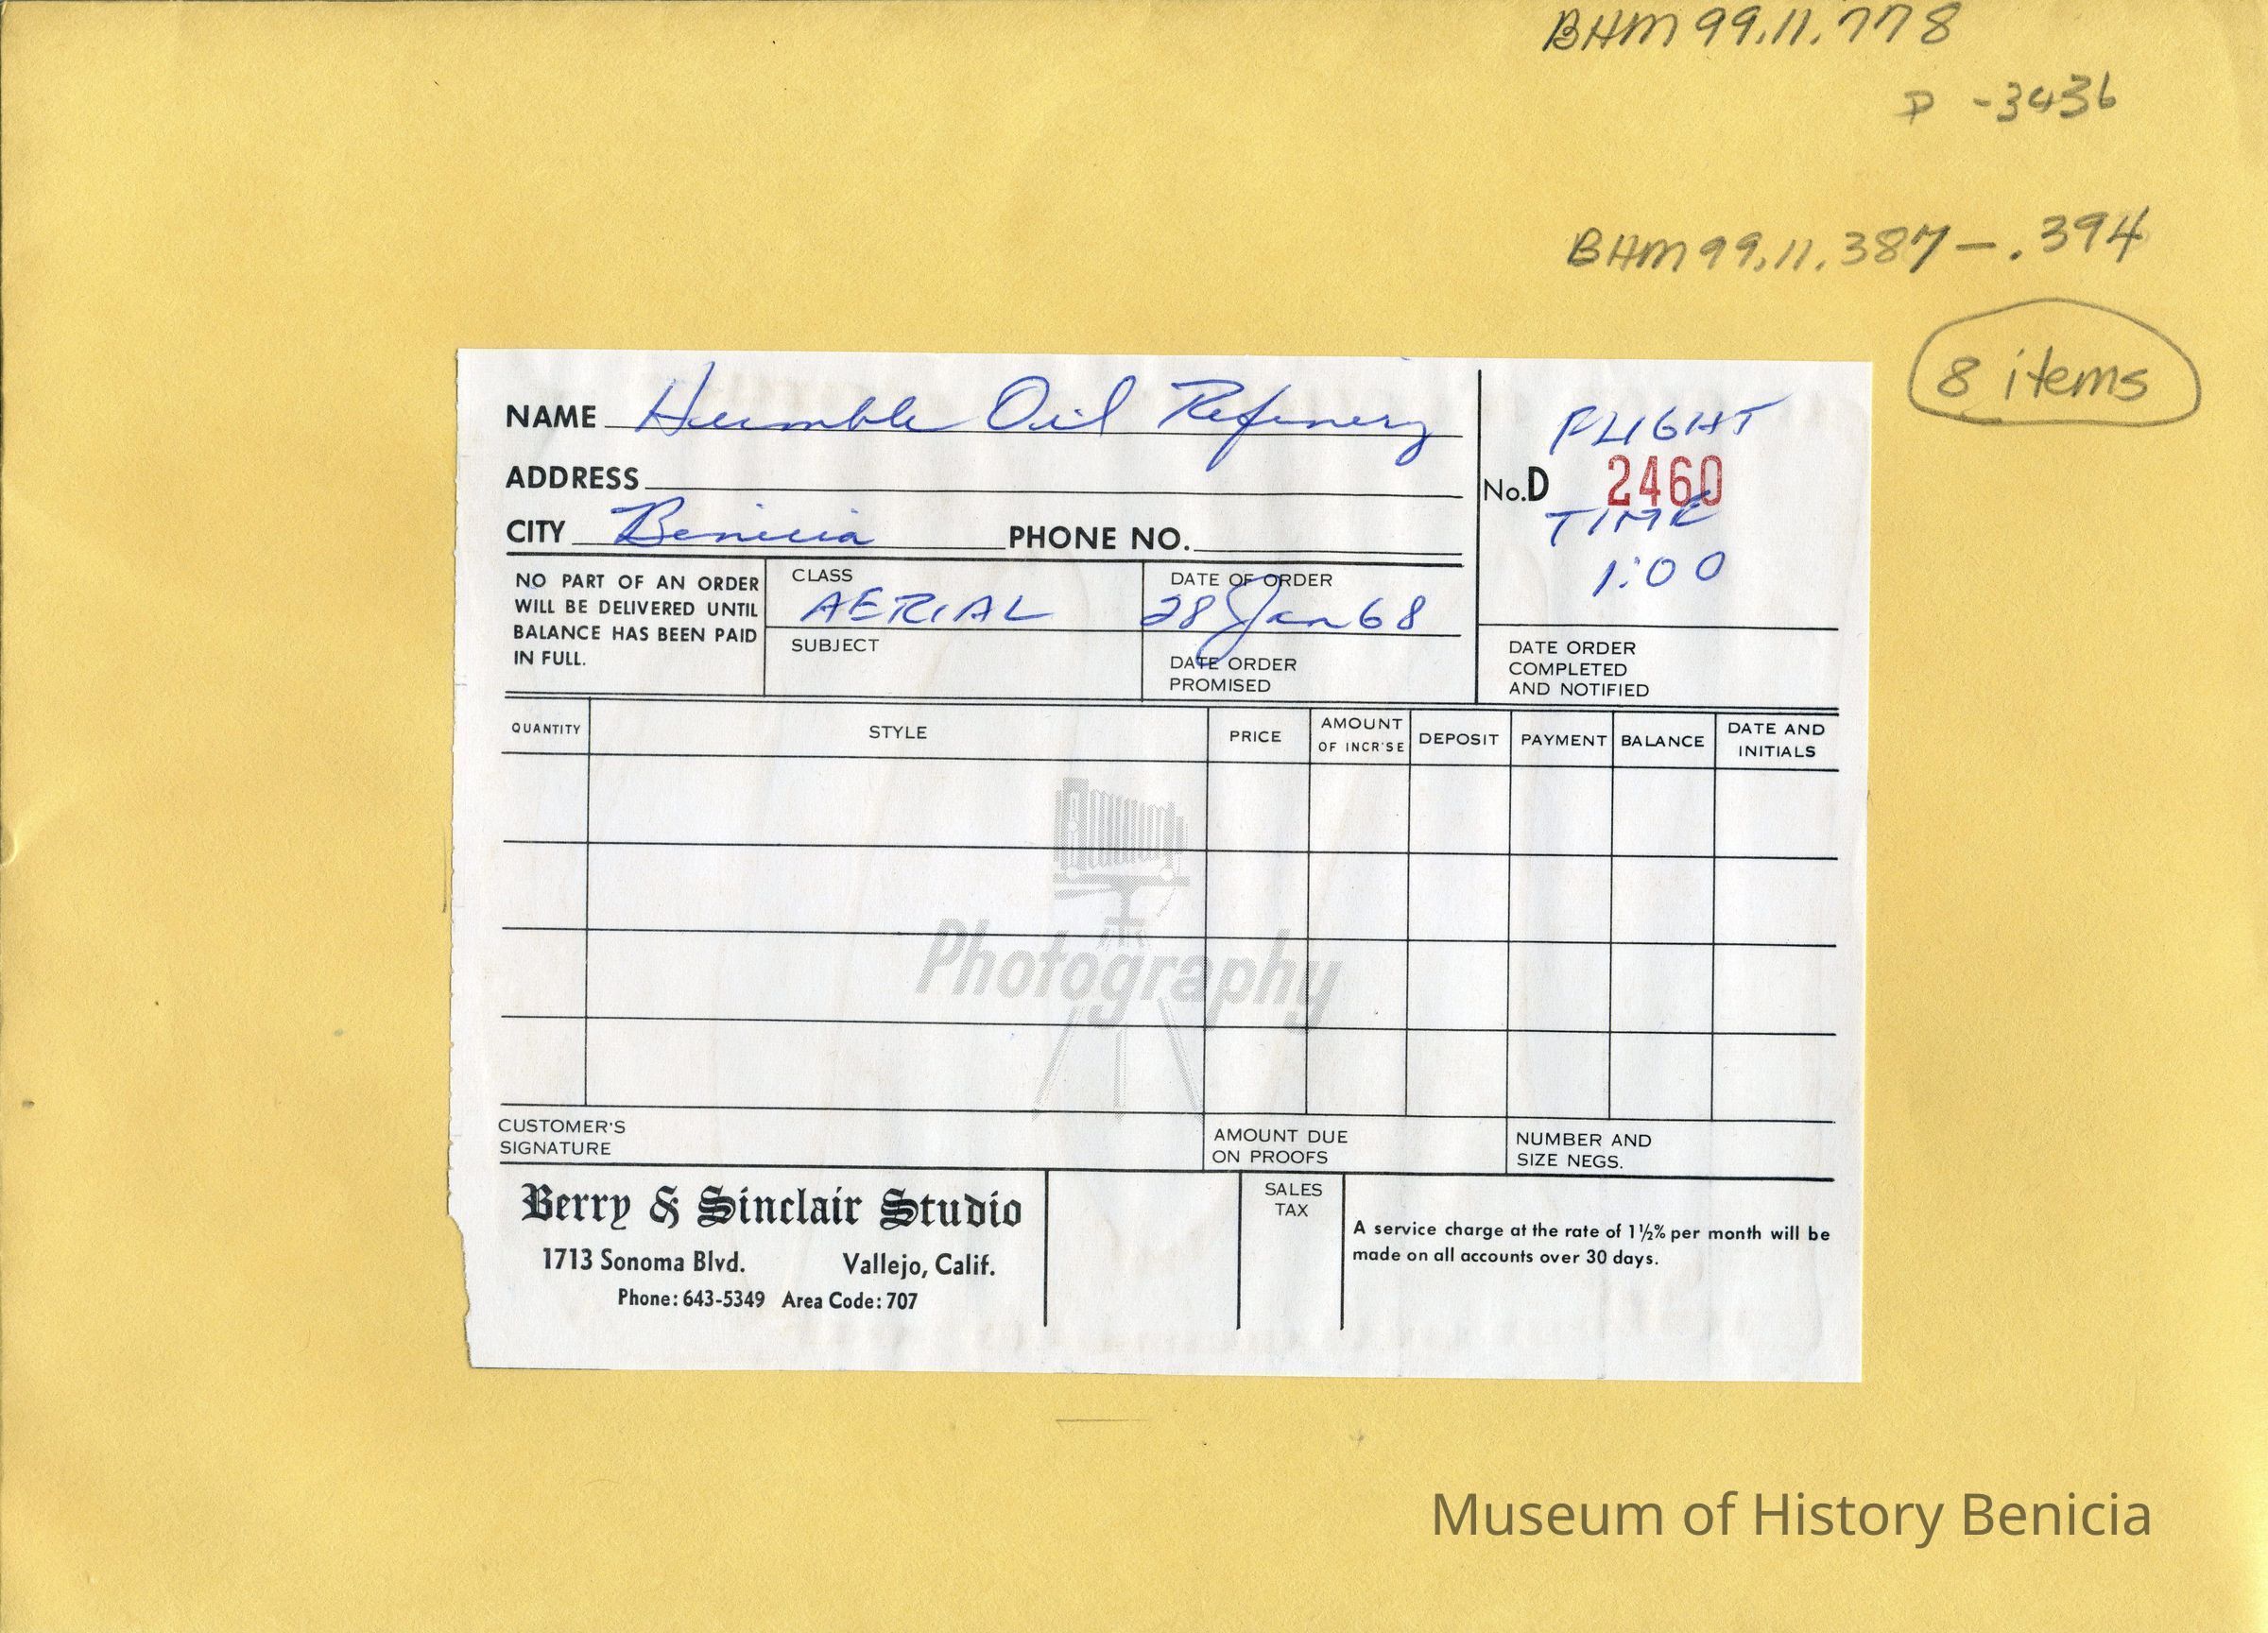 BHM 99.11.778
D -3436
BHM 99.11.387-.394
8 items
NAME Humble Oil Refinery
ADDRESS
CITY Benicia PHONE NO.
FLIGHT
No. D 2460
TIME
1:00
NO PART OF AN ORDER
WILL BE DELIVERED UNTIL
BALANCE HAS BEEN PAID
IN FULL.
CLASS
AERIAL
SUBJECT
DATE OF ORDER
28 Jan 68
DATE ORDER
PROMISED
DATE ORDER
COMPLETED
AND NOTIFIED
QUANTITY STYLE PRICE AMOUNT OF INCR'SE DEPOSIT PAYMENT BALANCE DATE AND INITIALS
Photography
CUSTOMER'S
SIGNATURE
AMOUNT DUE
ON PROOFS
NUMBER AND
SIZE NEGS.
Berry & Sinclair Studio
1713 Sonoma Blvd. Vallejo, Calif.
Phone: 643-5349 Area Code: 707
SALES
TAX
A service charge at the rate of 1½% per month will be
made on all accounts over 30 days.
Museum of History Benicia